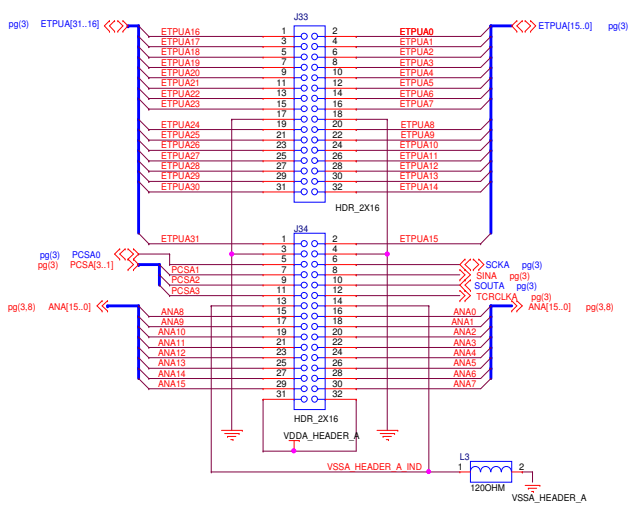 J33
pg(3) ETPUA[31..16] ETPUA[15..0] pg(3)
ETPUA16 1 2 ETPUA0
ETPUA17 3 4 ETPUA1
ETPUA18 5 6 ETPUA2
ETPUA19 7 8 ETPUA3
ETPUA20 9 10 ETPUA4
ETPUA21 11 12 ETPUA5
ETPUA22 13 14 ETPUA6
ETPUA23 15 16 ETPUA7
17 18
ETPUA24 19 20 ETPUA8
ETPUA25 21 22 ETPUA9
ETPUA26 23 24 ETPUA10
ETPUA27 25 26 ETPUA11
ETPUA28 27 28 ETPUA12
ETPUA29 29 30 ETPUA13
ETPUA30 31 32 ETPUA14
HDR_2X16
J34
ETPUA31 1 2 ETPUA15
3 4
pg(3) PCSA0 5 6 SCKA pg(3)
pg(3) PCSA[3..1] PCSA1 7 8 SINA pg(3)
PCSA2 9 10 SOUTA pg(3)
PCSA3 11 12 TCRCLKA pg(3)
pg(3,8) ANA[15..0] 13 14 ANA[15..0] pg(3,8)
ANA8 15 16 ANA0
ANA9 17 18 ANA1
ANA10 19 20 ANA2
ANA11 21 22 ANA3
ANA12 23 24 ANA4
ANA13 25 26 ANA5
ANA14 27 28 ANA6
ANA15 29 30 ANA7
31 32
HDR_2X16
VDDA_HEADER_A
VSSA_HEADER_A_IND
L3
1 2
120OHM
VSSA_HEADER_A